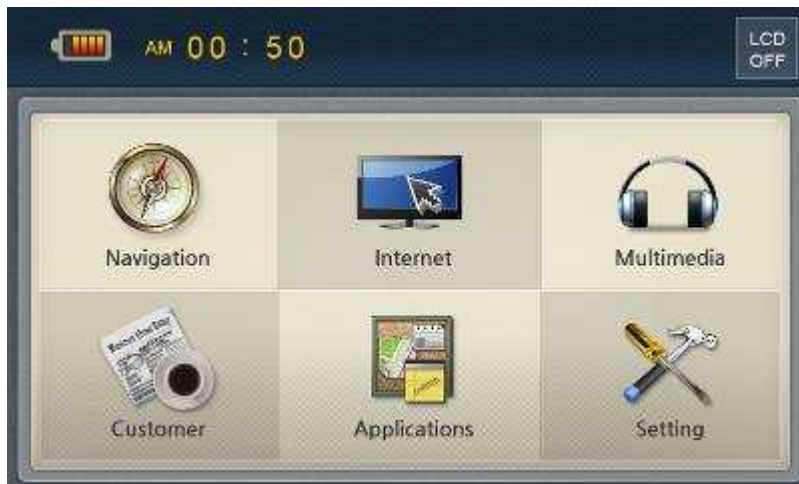 AM 00 : 50
LCD
OFF
Navigation
Internet
Multimedia
Customer
Applications
Setting